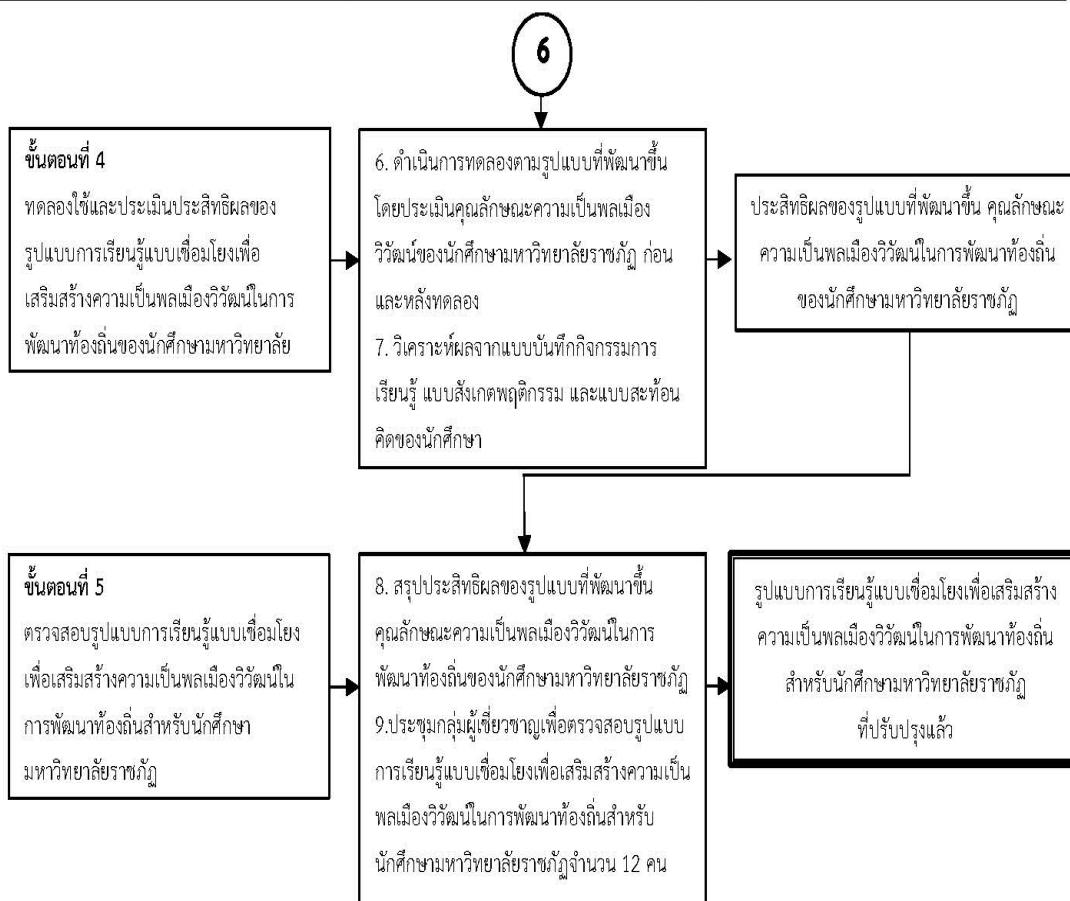 6
ขั้นตอนที่ 4
ทดลองใช้และประเมินประสิทธิผลของ
รูปแบบการเรียนรู้แบบเชื่อมโยงเพื่อ
เสริมสร้างความเป็นพลเมืองวิวัฒน์ในการ
พัฒนาท้องถิ่นของนักศึกษามหาวิทยาลัย
6. ดำเนินการทดลองตามรูปแบบที่พัฒนาขึ้น
โดยประเมินคุณลักษณะความเป็นพลเมือง
วิวัฒน์ของนักศึกษามหาวิทยาลัยราชภัฏ ก่อน
และหลังทดลอง
7. วิเคราะห์ผลจากแบบบันทึกกิจกรรมการ
เรียนรู้ แบบสังเกตพฤติกรรม และแบบสะท้อน
คิดของนักศึกษา
ประสิทธิผลของรูปแบบที่พัฒนาขึ้น คุณลักษณะ
ความเป็นพลเมืองวิวัฒน์ในการพัฒนาท้องถิ่น
ของนักศึกษามหาวิทยาลัยราชภัฏ
ขั้นตอนที่ 5
ตรวจสอบรูปแบบการเรียนรู้แบบเชื่อมโยง
เพื่อเสริมสร้างความเป็นพลเมืองวิวัฒน์ใน
การพัฒนาท้องถิ่นสำหรับนักศึกษา
มหาวิทยาลัยราชภัฏ
8. สรุปประสิทธิผลของรูปแบบที่พัฒนาขึ้น
คุณลักษณะความเป็นพลเมืองวิวัฒน์ในการ
พัฒนาท้องถิ่นของนักศึกษามหาวิทยาลัยราชภัฏ
9.ประชุมกลุ่มผู้เชี่ยวชาญเพื่อตรวจสอบรูปแบบ
การเรียนรู้แบบเชื่อมโยงเพื่อเสริมสร้างความเป็น
พลเมืองวิวัฒน์ในการพัฒนาท้องถิ่นสำหรับ
นักศึกษามหาวิทยาลัยราชภัฏจำนวน 12 คน
รูปแบบการเรียนรู้แบบเชื่อมโยงเพื่อเสริมสร้าง
ความเป็นพลเมืองวิวัฒน์ในการพัฒนาท้องถิ่น
สำหรับนักศึกษามหาวิทยาลัยราชภัฏ
ที่ปรับปรุงแล้ว